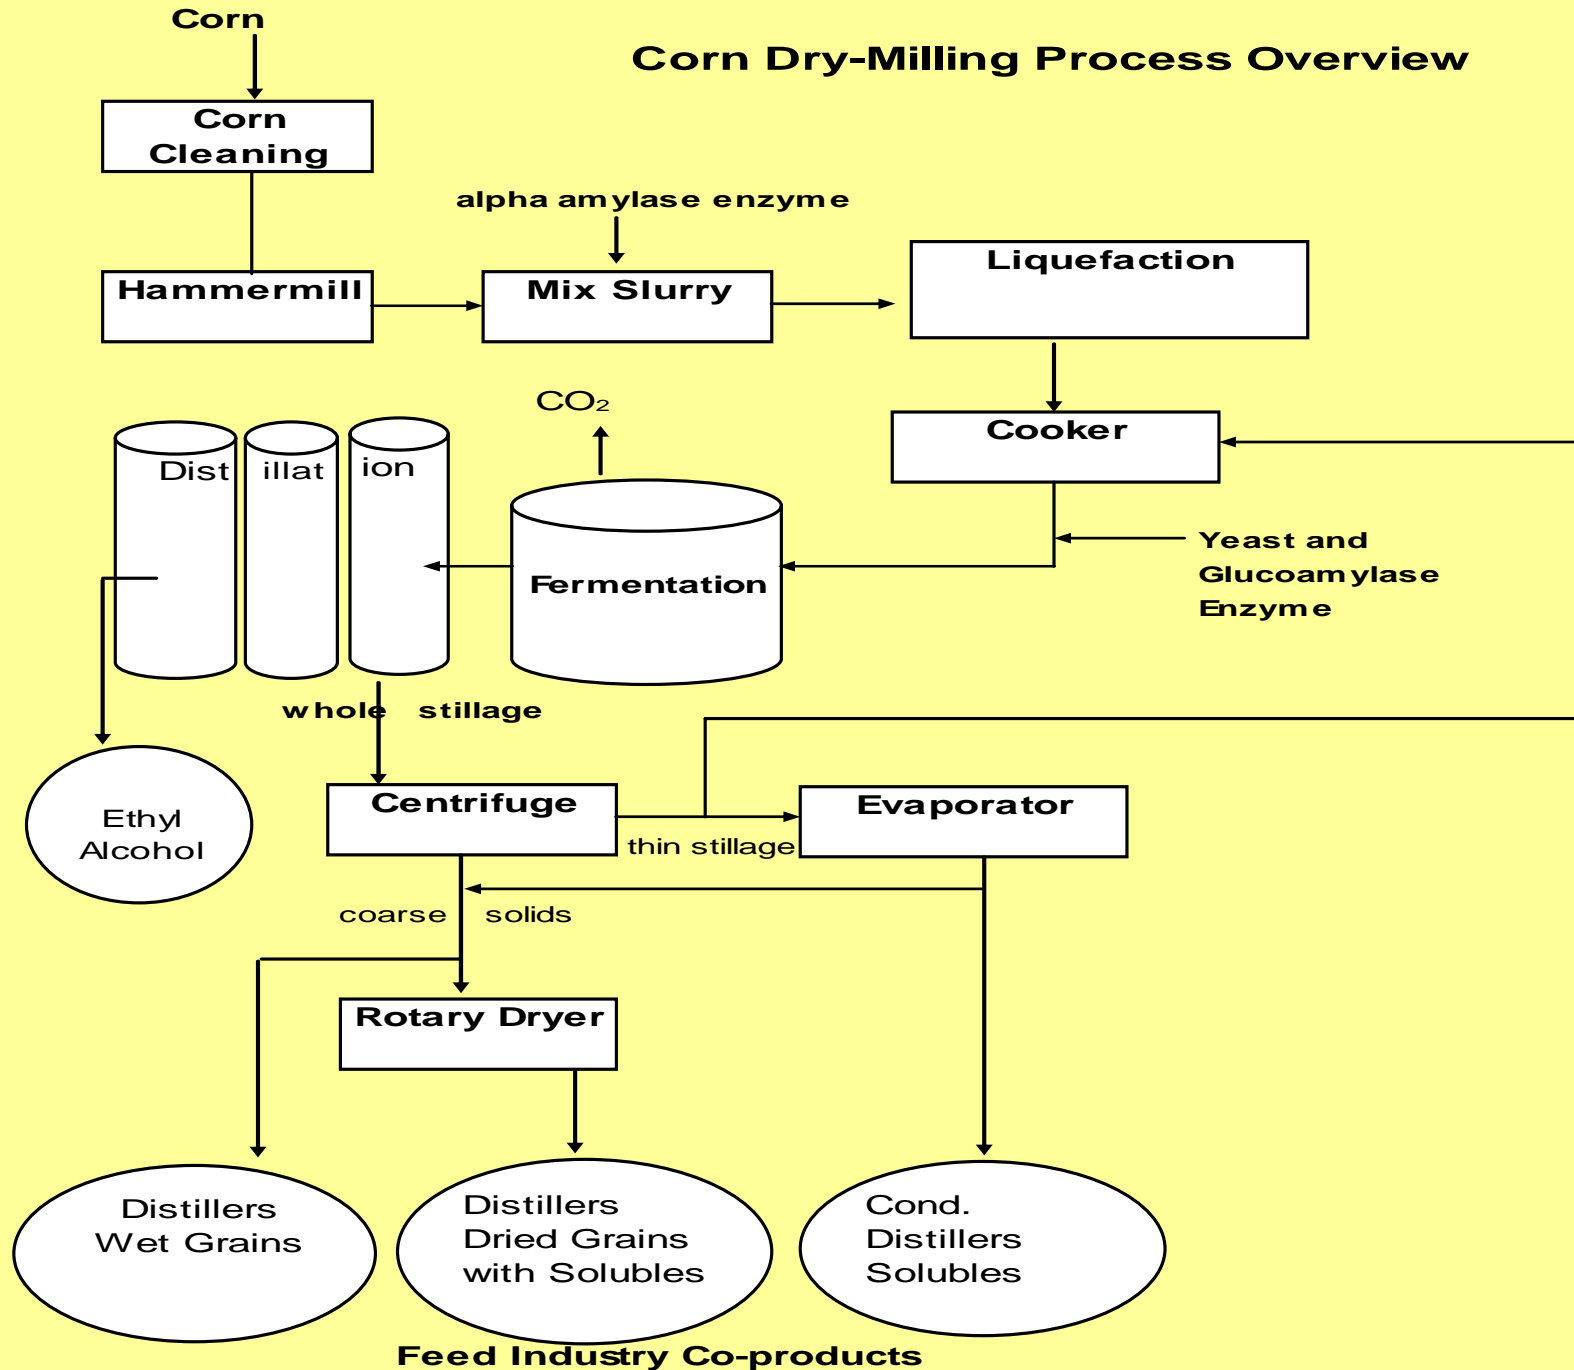 Corn
Corn Dry-Milling Process Overview
Corn
Cleaning
alpha amylase enzyme
Hammermill
Mix Slurry
Liquefaction
CO₂
Cooker
Dist illat ion
Fermentation
Yeast and
Glucoamylase
Enzyme
whole stillage
Ethyl
Alcohol
Centrifuge
thin stillage
Evaporator
coarse solids
Rotary Dryer
Distillers
Wet Grains
Distillers
Dried Grains
with Solubles
Cond.
Distillers
Solubles
Feed Industry Co-products